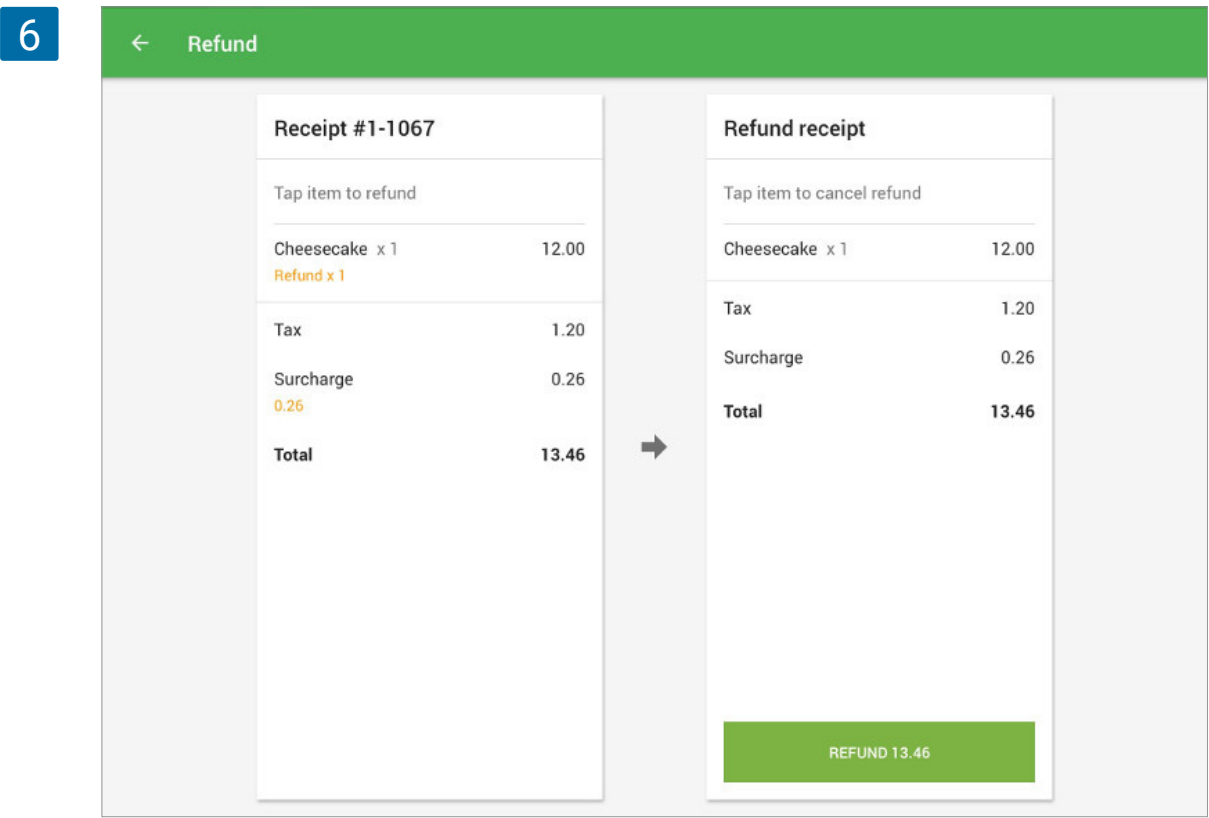 6
Refund
Receipt #1-1067
Tap item to refund
Cheesecake x 1 12.00
Refund x 1
Tax 1.20
Surcharge 0.26
0.26
Total 13.46
Refund receipt
Tap item to cancel refund
Cheesecake x 1 12.00
Tax 1.20
Surcharge 0.26
Total 13.46
REFUND 13.46